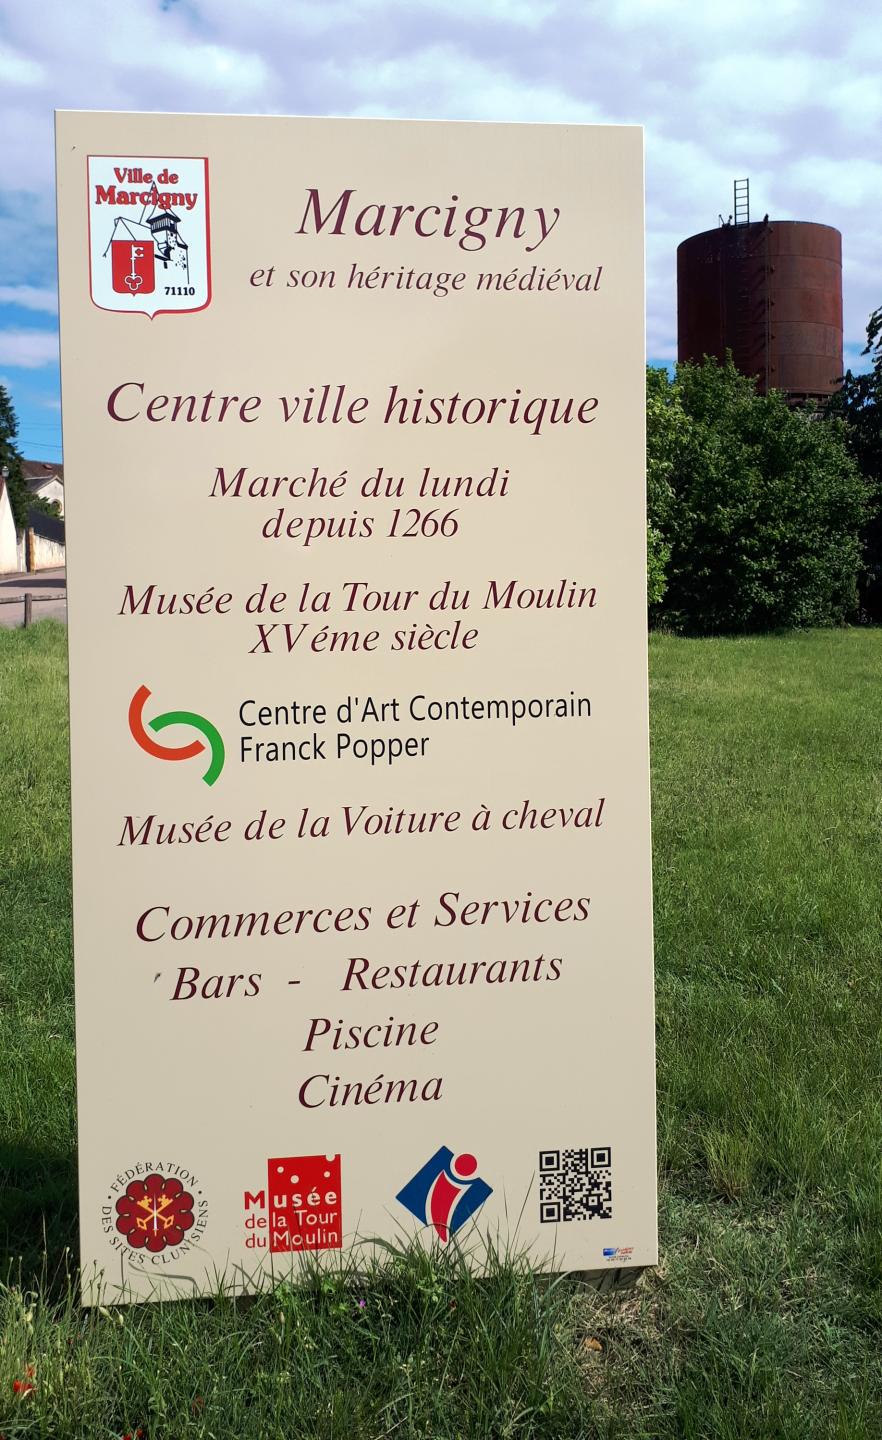 Ville de
Marcigny
71110
Marcigny
et son héritage médiéval
Centre ville historique
Marché du lundi
depuis 1266
Musée de la Tour du Moulin
XVéme siècle
Centre d'Art Contemporain
Franck Popper
Musée de la Voiture à cheval
Commerces et Services
Bars - Restaurants
Piscine
Cinéma
FÉDÉRATION
DES SITES CLUNISIENS
Musée
de la Tour
du Moulin